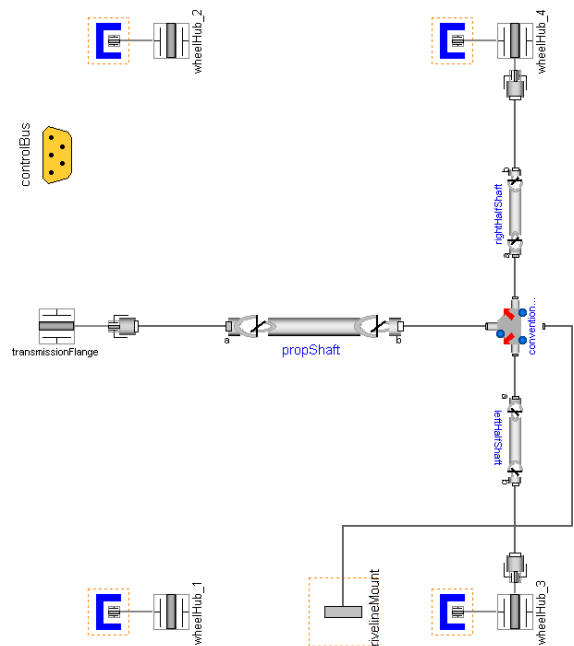 wheelHub_2
wheelHub_4
controlBus
b
rightHalfShaft
a
transmissionFlange
a
propShaft
b
convention...
a
leftHalfShaft
b
wheelHub_1
rivelineMount
wheelHub_3